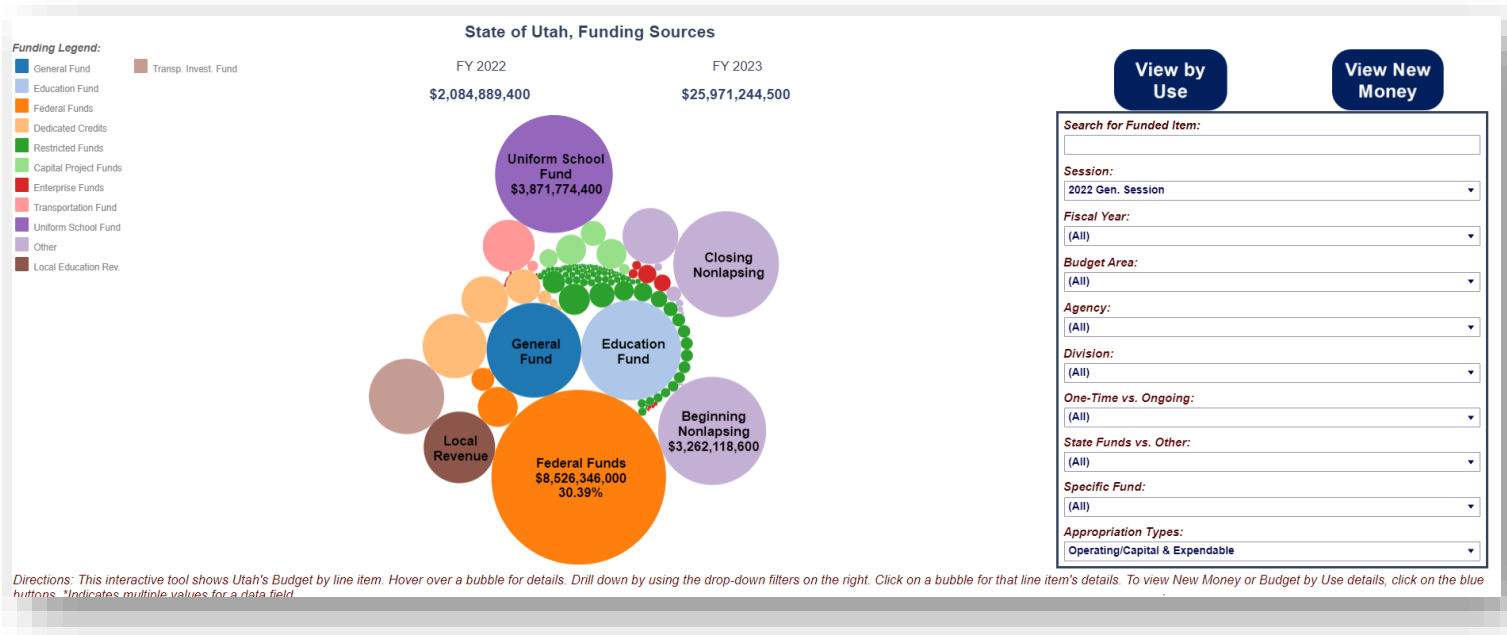 State of Utah, Funding Sources
FY 2022
FY 2023
$2,084,889,400
$25,971,244,500
Funding Legend:
General Fund
Education Fund
Federal Funds
Dedicated Credits
Restricted Funds
Capital Project Funds
Enterprise Funds
Transportation Fund
Uniform School Fund
Other
Local Education Rev.
Transp. Invest. Fund
Uniform School
Fund
$3,871,774,400
Closing
Nonlapsing
General
Fund
Education
Fund
Beginning
Nonlapsing
$3,262,118,600
Local
Revenue
Federal Funds
$8,526,346,000
30.39%
View by
Use
View New
Money
Search for Funded Item:
Session:
2022 Gen. Session
Fiscal Year:
(All)
Budget Area:
(All)
Agency:
(All)
Division:
(All)
One-Time vs. Ongoing:
(All)
State Funds vs. Other:
(All)
Specific Fund:
(All)
Appropriation Types:
Operating/Capital & Expendable
Directions: This interactive tool shows Utah's Budget by line item. Hover over a bubble for details. Drill down by using the drop-down filters on the right. Click on a bubble for that line item's details. To view New Money or Budget by Use details, click on the blue
buttons. *Indicates multiple values for a data field.